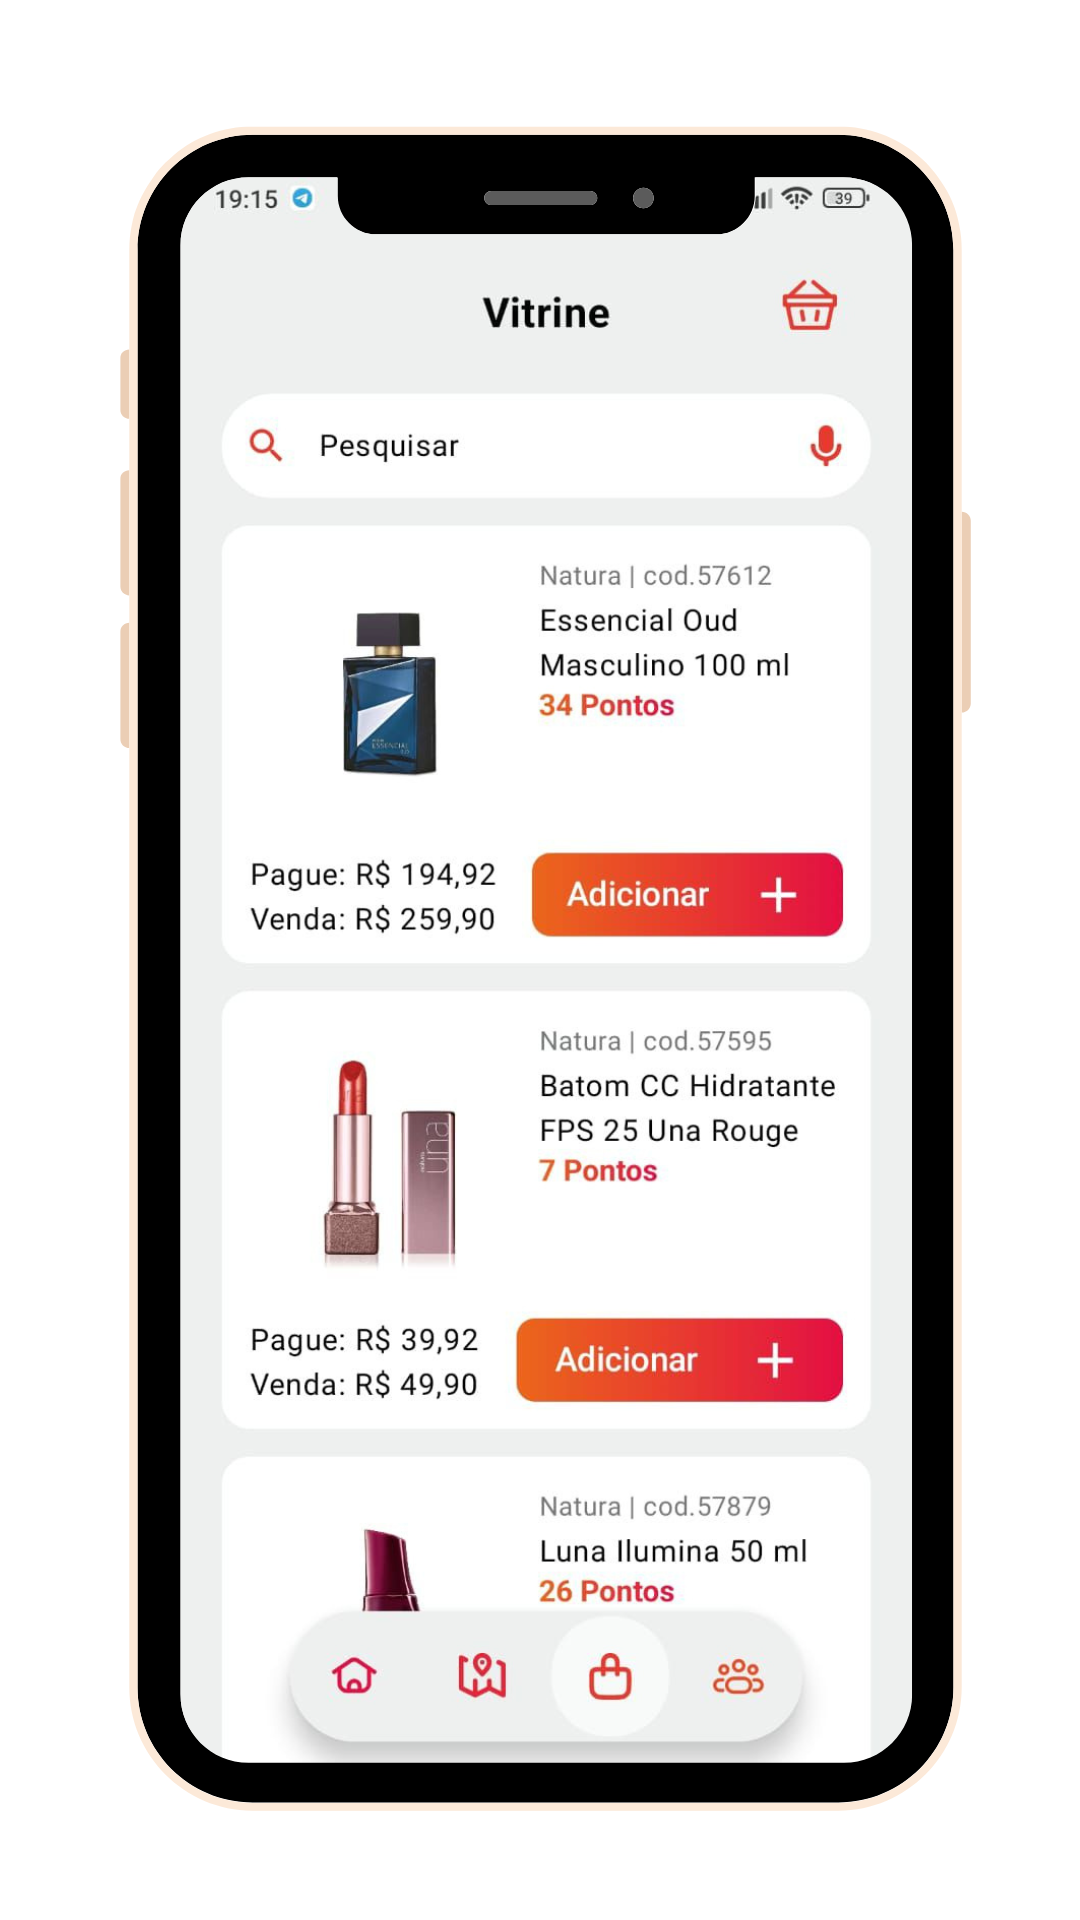 19:15
39
Vitrine
Pesquisar
Natura | cod.57612
Essencial Oud
Masculino 100 ml
34 Pontos
ESSENCIAL
Pague: R$ 194,92
Venda: R$ 259,90
Adicionar
Natura | cod.57595
Batom CC Hidratante
FPS 25 Una Rouge
7 Pontos
una
Pague: R$ 39,92
Venda: R$ 49,90
Adicionar
Natura | cod.57879
Luna Ilumina 50 ml
26 Pontos